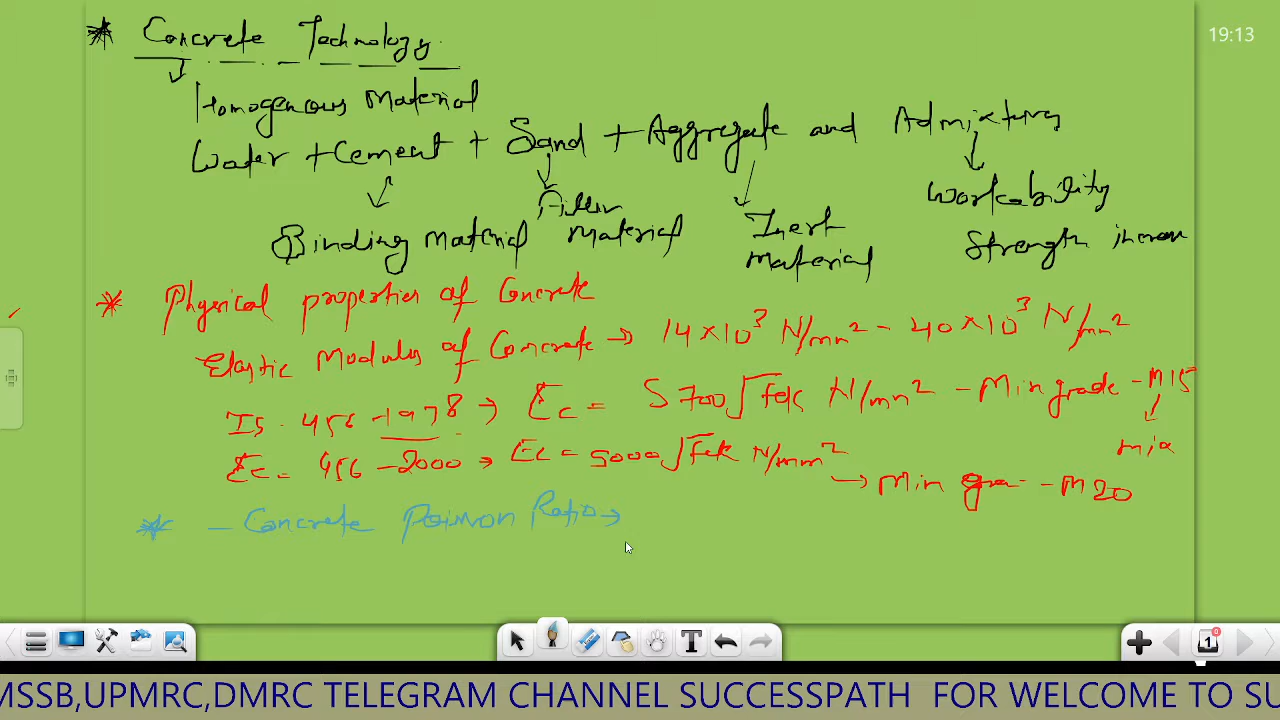 * Concrete Technology 19:13
Homogenous Material
Water + Cement + Sand + Aggregate and Admixtures
Binding Material Filler Material Inert Material Workability Strength increase
* Physical properties of Concrete
Elastic Modulus of Concrete → 14×10³ N/mm² - 40×10³ N/mm²
IS. 456 - 1978 → Ec = 5700√fck N/mm² - Min grade - M15
mix
Ec = 456 - 2000 → Ec = 5000√fck N/mm² → Min gra - M20
* - Concrete Poisson Ratio →
T
1
MSSB,UPMRC,DMRC TELEGRAM CHANNEL SUCCESSPATH FOR WELCOME TO SU